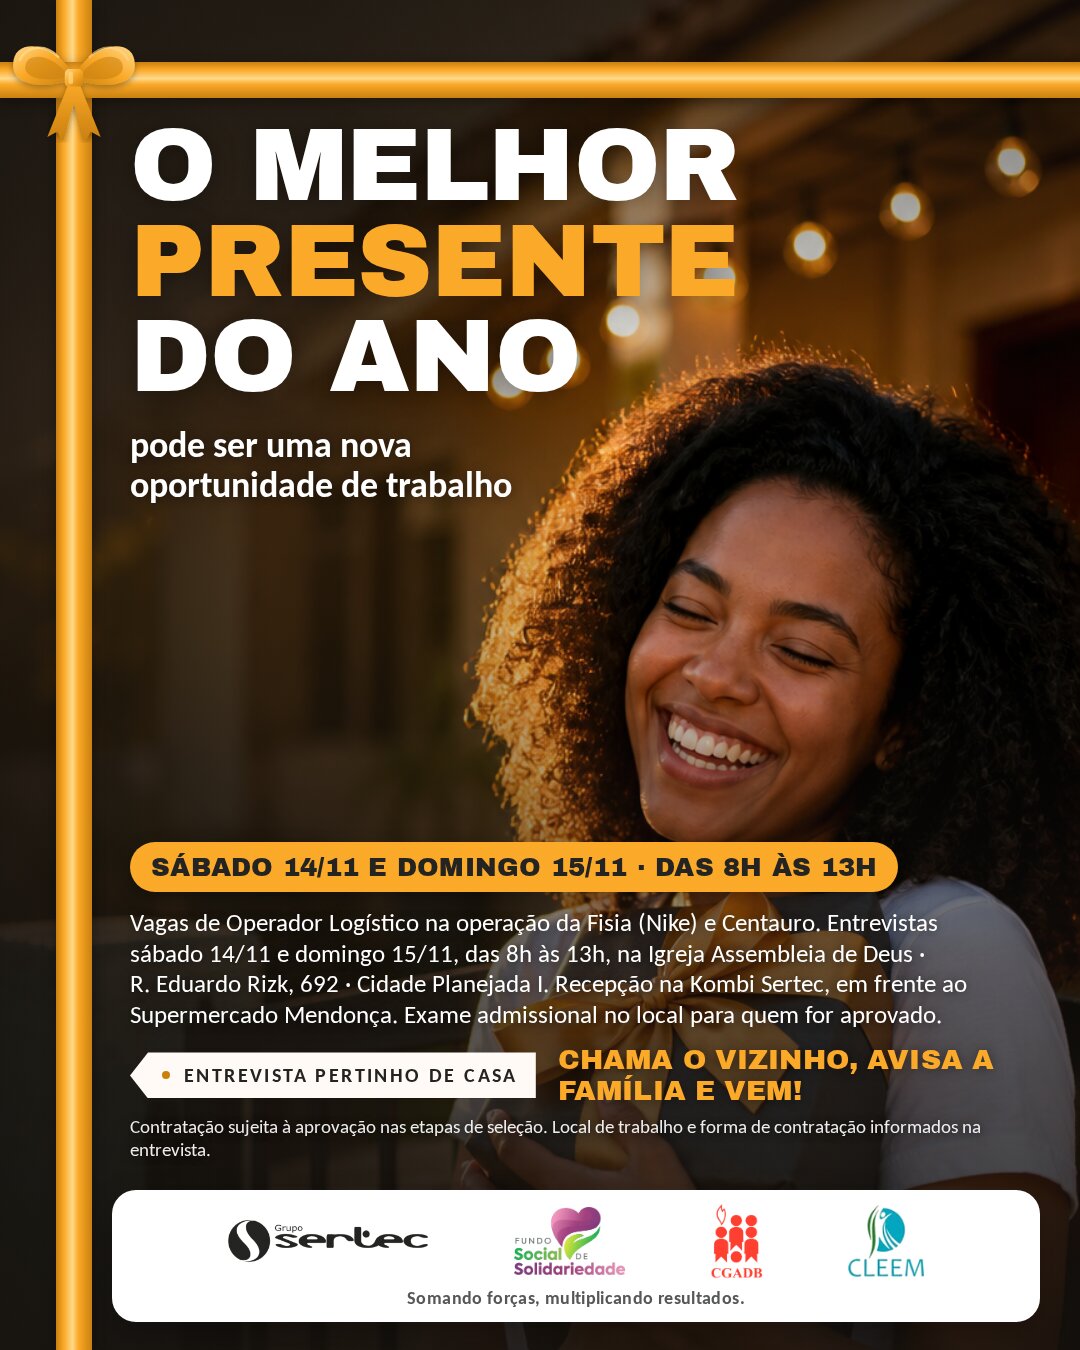 O MELHOR
PRESENTE
DO ANO
pode ser uma nova
oportunidade de trabalho
SÁBADO 14/11 E DOMINGO 15/11 · DAS 8H ÀS 13H
Vagas de Operador Logístico na operação da Fisia (Nike) e Centauro. Entrevistas
sábado 14/11 e domingo 15/11, das 8h às 13h, na Igreja Assembleia de Deus ·
R. Eduardo Rizk, 692 · Cidade Planejada I. Recepção na Kombi Sertec, em frente ao
Supermercado Mendonça. Exame admissional no local para quem for aprovado.
• ENTREVISTA PERTINHO DE CASA
CHAMA O VIZINHO, AVISA A
FAMÍLIA E VEM!
Contratação sujeita à aprovação nas etapas de seleção. Local de trabalho e forma de contratação informados na
entrevista.
Grupo
sertec
FUNDO
Social DE
Solidariedade
CGADB
CLEEM
Somando forças, multiplicando resultados.